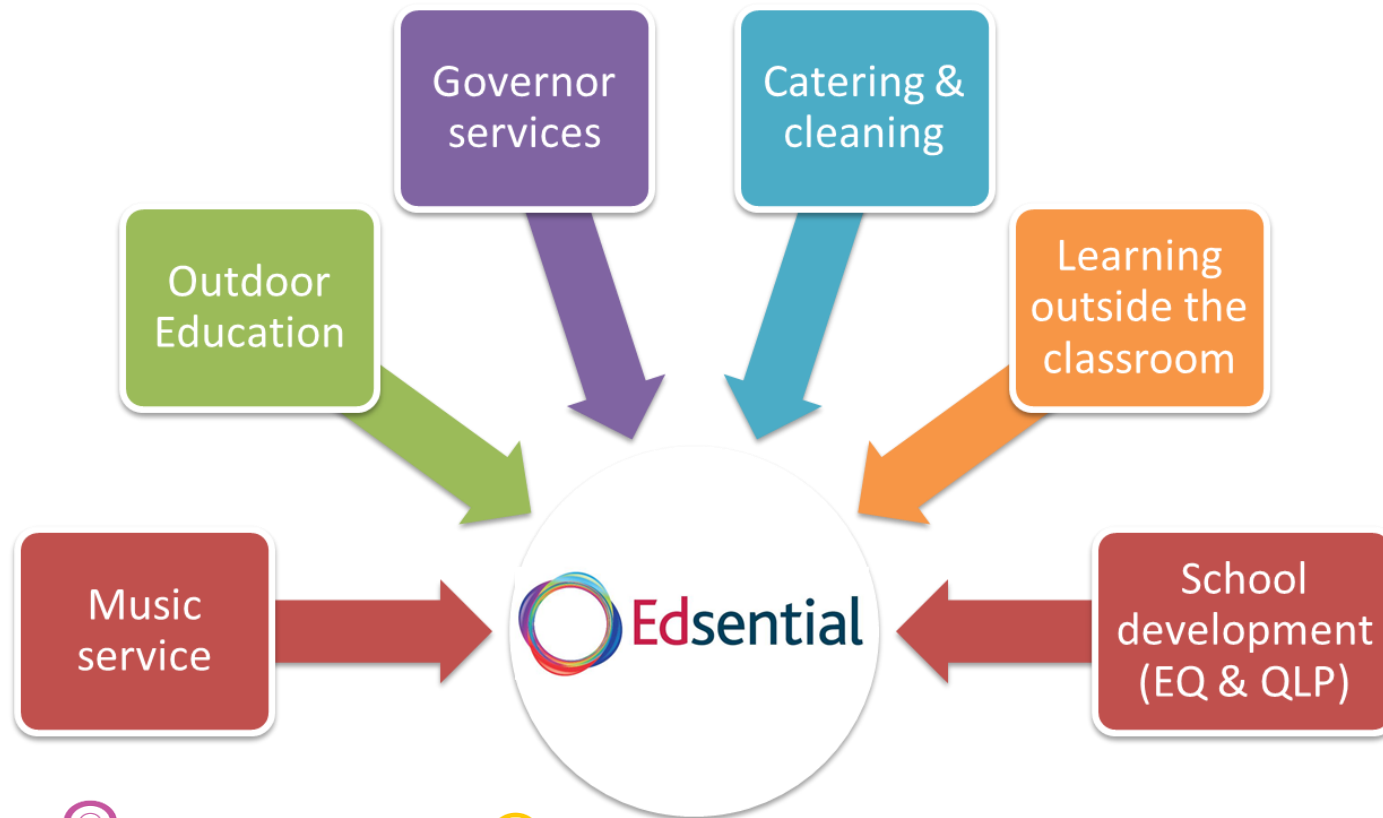 Governor
services
Catering &
cleaning
Outdoor
Education
Learning
outside the
classroom
Music
service
Edsential
School
development
(EQ & QLP)